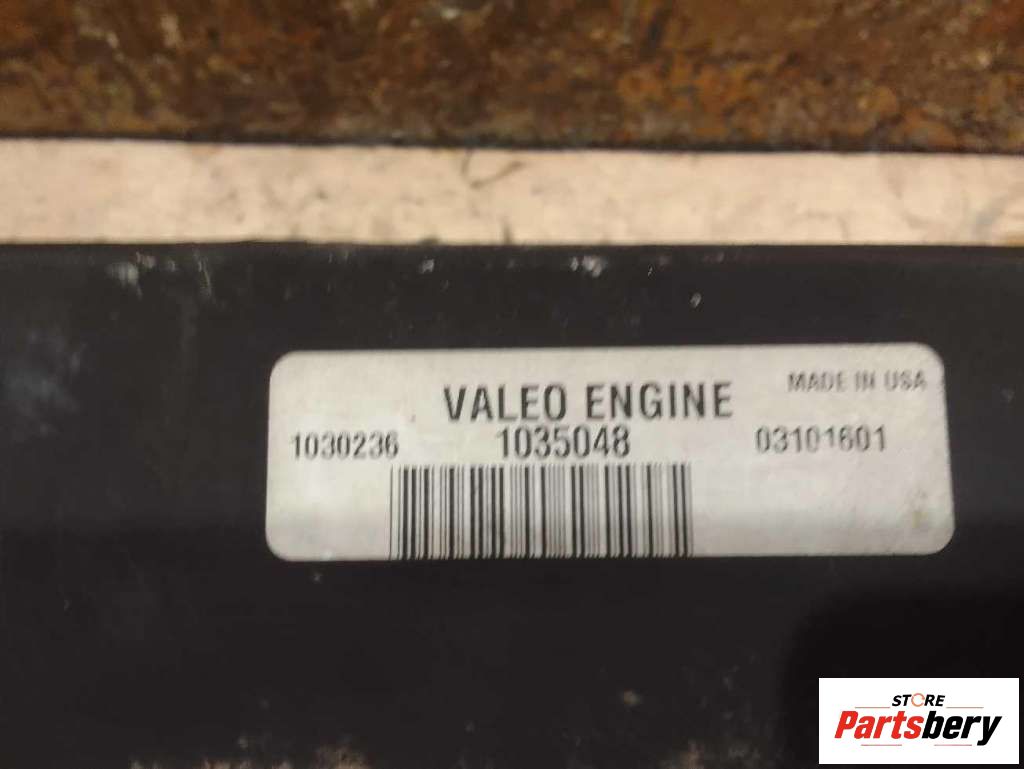 MADE IN USA
VALEO ENGINE
1030236 1035048 03101601
STORE
Partsbery